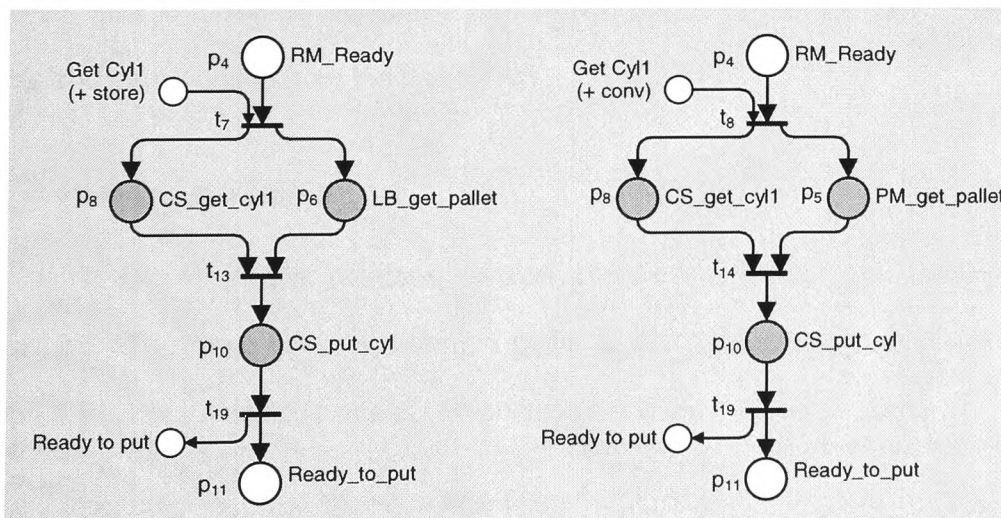 p4 RM_Ready
Get Cyl1
(+ store)
t7
p8 CS_get_cyl1
p6 LB_get_pallet
t13
p10 CS_put_cyl
t19
Ready to put
p11 Ready_to_put
p4 RM_Ready
Get Cyl1
(+ conv)
t8
p8 CS_get_cyl1
p5 PM_get_pallet
t14
p10 CS_put_cyl
t19
Ready to put
p11 Ready_to_put